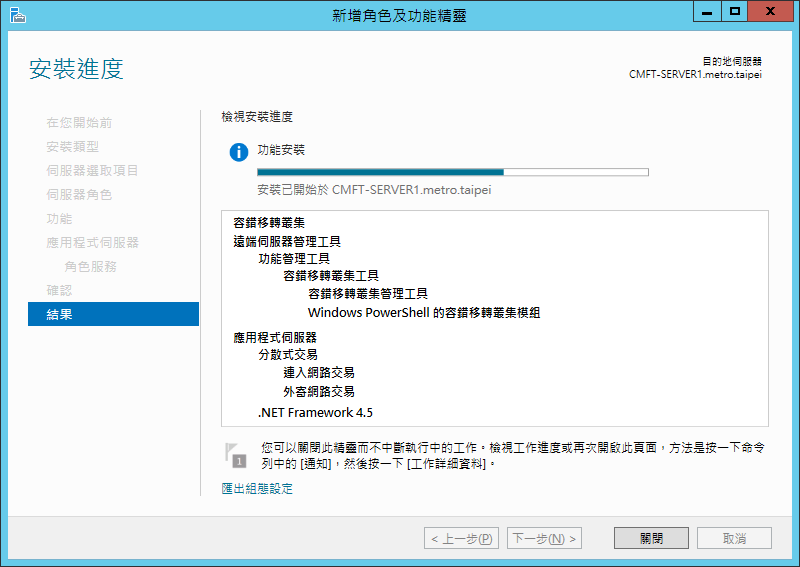 新增角色及功能精靈
安裝進度
目的地伺服器
CMFT-SERVER1.metro.taipei
在您開始前
安裝類型
伺服器選取項目
伺服器角色
功能
應用程式伺服器
角色服務
確認
結果
檢視安裝進度
功能安裝
安裝已開始於 CMFT-SERVER1.metro.taipei
容錯移轉叢集
遠端伺服器管理工具
功能管理工具
容錯移轉叢集工具
容錯移轉叢集管理工具
Windows PowerShell 的容錯移轉叢集模組
應用程式伺服器
分散式交易
連入網路交易
外寄網路交易
.NET Framework 4.5
1
您可以關閉此精靈而不中斷執行中的工作。檢視工作進度或再次開啟此頁面，方法是按一下命令
列中的 [通知]，然後按一下 [工作詳細資料]。
匯出組態設定
< 上一步(P)
下一步(N) >
關閉
取消